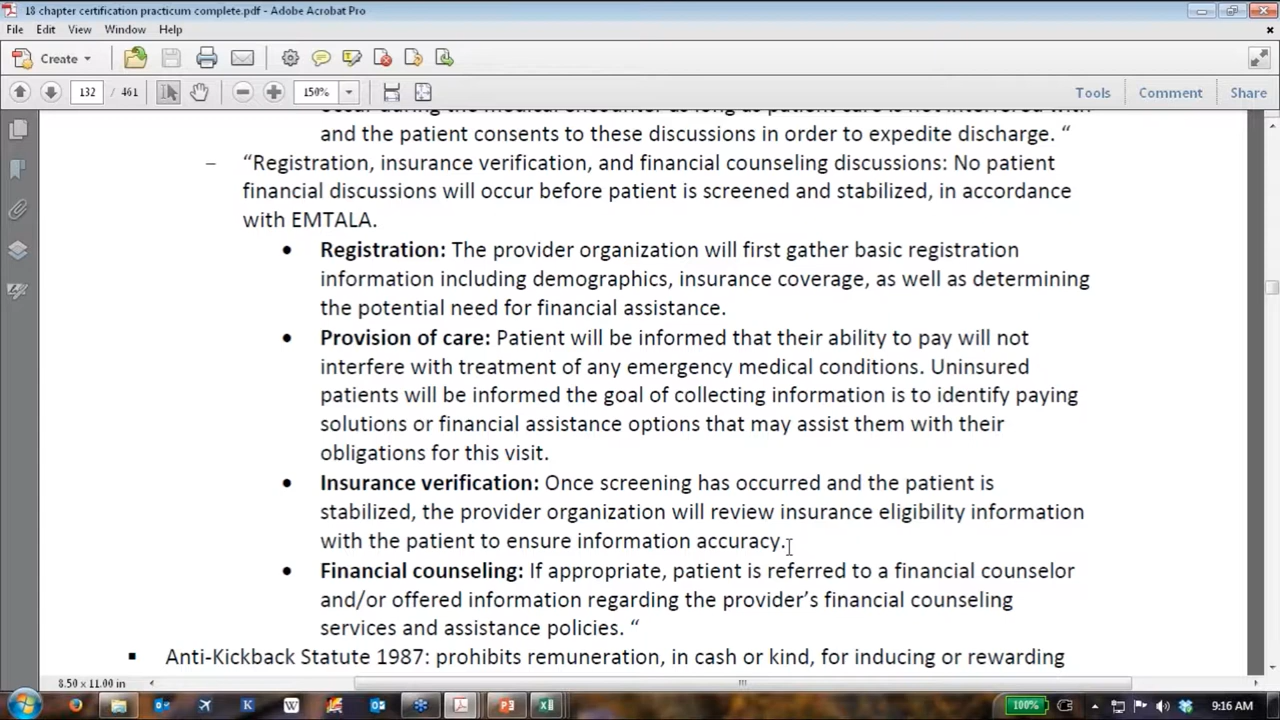 18 chapter certification practicum complete.pdf - Adobe Acrobat Pro
File Edit View Window Help
Create
132 / 461 150% Tools Comment Share
and the patient consents to these discussions in order to expedite discharge. “
– “Registration, insurance verification, and financial counseling discussions: No patient
financial discussions will occur before patient is screened and stabilized, in accordance
with EMTALA.
• Registration: The provider organization will first gather basic registration
information including demographics, insurance coverage, as well as determining
the potential need for financial assistance.
• Provision of care: Patient will be informed that their ability to pay will not
interfere with treatment of any emergency medical conditions. Uninsured
patients will be informed the goal of collecting information is to identify paying
solutions or financial assistance options that may assist them with their
obligations for this visit.
• Insurance verification: Once screening has occurred and the patient is
stabilized, the provider organization will review insurance eligibility information
with the patient to ensure information accuracy.
• Financial counseling: If appropriate, patient is referred to a financial counselor
and/or offered information regarding the provider’s financial counseling
services and assistance policies. “
▪ Anti-Kickback Statute 1987: prohibits remuneration, in cash or kind, for inducing or rewarding
8.50 x 11.00 in
100% 9:16 AM